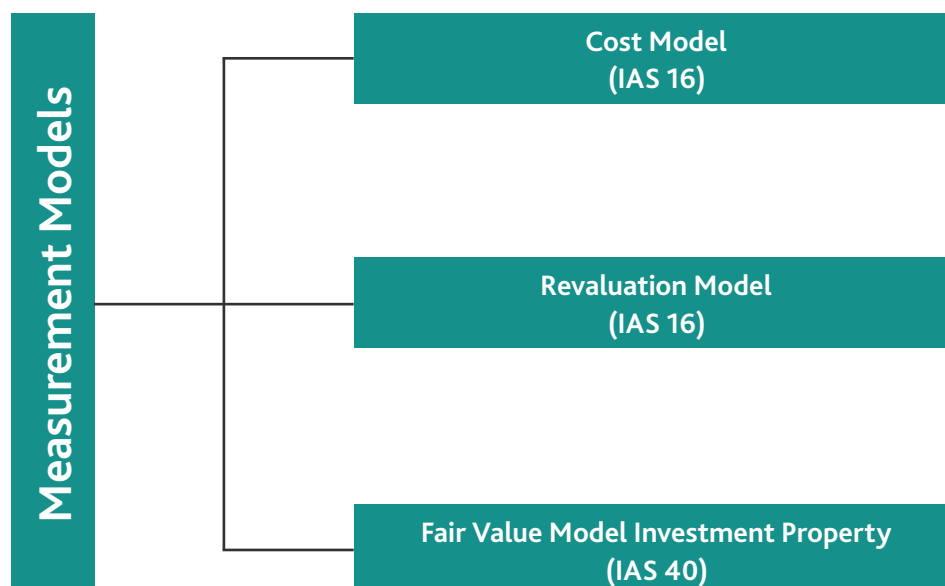 Measurement Models
Cost Model
(IAS 16)
Revaluation Model
(IAS 16)
Fair Value Model Investment Property
(IAS 40)